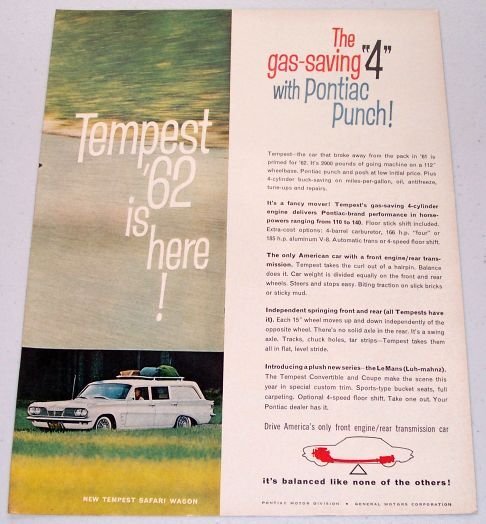 Tempest
'62
is
here
!
NEW TEMPEST SAFARI WAGON
The
gas-saving "4"
with Pontiac
Punch!
Tempest—the car that broke away from the pack in '61 is
primed for '62. It's 2900 pounds of going machine on a 112"
wheelbase. Pontiac punch and posh at low initial price. Plus
4-cylinder buck-saving on miles-per-gallon, oil, antifreeze,
tune-ups and repairs.
It's a fancy mover! Tempest's gas-saving 4-cylinder
engine delivers Pontiac-brand performance in horse-
powers ranging from 110 to 140. Floor stick shift included.
Extra-cost options: 4-barrel carburetor, 166 h.p. "four" or
185 h.p. aluminum V-8. Automatic trans or 4-speed floor shift.
The only American car with a front engine/rear trans-
mission. Tempest takes the curl out of a hairpin. Balance
does it. Car weight is divided equally on the front and rear
wheels. Steers and stops easy. Biting traction on slick bricks
or sticky mud.
Independent springing front and rear (all Tempests have
it). Each 15" wheel moves up and down independently of the
opposite wheel. There's no solid axle in the rear. It's a swing
axle. Tracks, chuck holes, tar strips—Tempest takes them
all in flat, level stride.
Introducing a plush new series—the LeMans (Luh-mahnz).
The Tempest Convertible and Coupe make the scene this
year in special custom trim. Sports-type bucket seats, full
carpeting. Optional 4-speed floor shift. Take one out. Your
Pontiac dealer has it.
Drive America's only front engine/rear transmission car
it's balanced like none of the others!
PONTIAC MOTOR DIVISION • GENERAL MOTORS CORPORATION